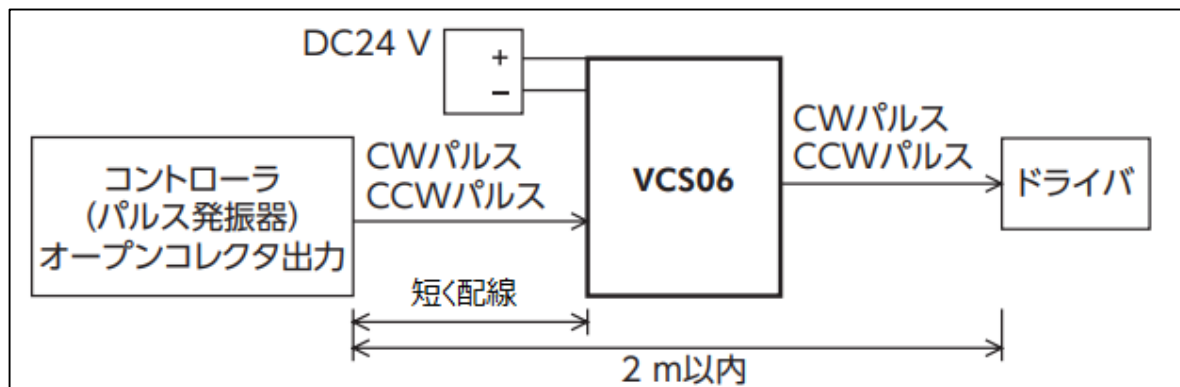 DC24 V
+
−
コントローラ
(パルス発振器)
オープンコレクタ出力
CWパルス
CCWパルス
VCS06
CWパルス
CCWパルス
ドライバ
短く配線
2 m以内